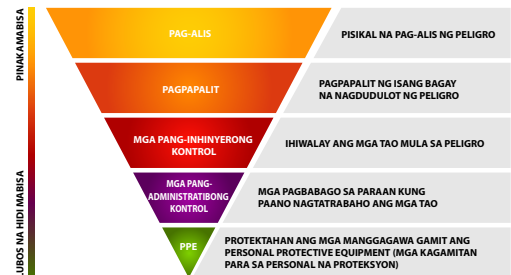 PINAKAMABISA
PAG-ALIS
PISIKAL NA PAG-ALIS NG PELIGRO
PAGPAPALIT
PAGPAPALIT NG ISANG BAGAY
NA NAGDUDULOT NG PELIGRO
MGA PANG-INHINYERONG
KONTROL
IHIWALAY ANG MGA TAO MULA SA PELIGRO
MGA PANG-
ADMINISTRATIBONG
KONTROL
MGA PAGBABAGO SA PARAAN KUNG
PAANO NAGTATRABAHO ANG MGA TAO
LUBOS NA HIDI MABISA
PPE
PROTEKTAHAN ANG MGA MANGGAGAWA GAMIT ANG
PERSONAL PROTECTIVE EQUIPMENT (MGA KAGAMITAN
PARA SA PERSONAL NA PROTEKSYON)